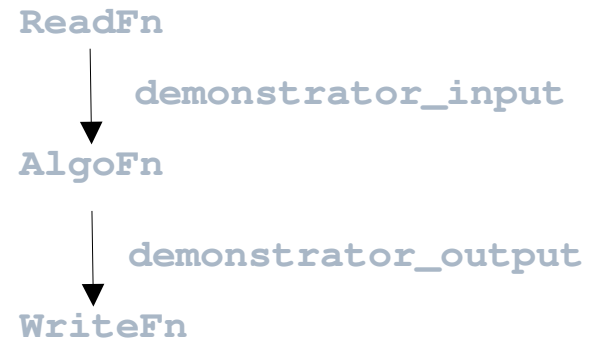 ReadFn
demonstrator_input
AlgoFn
demonstrator_output
WriteFn